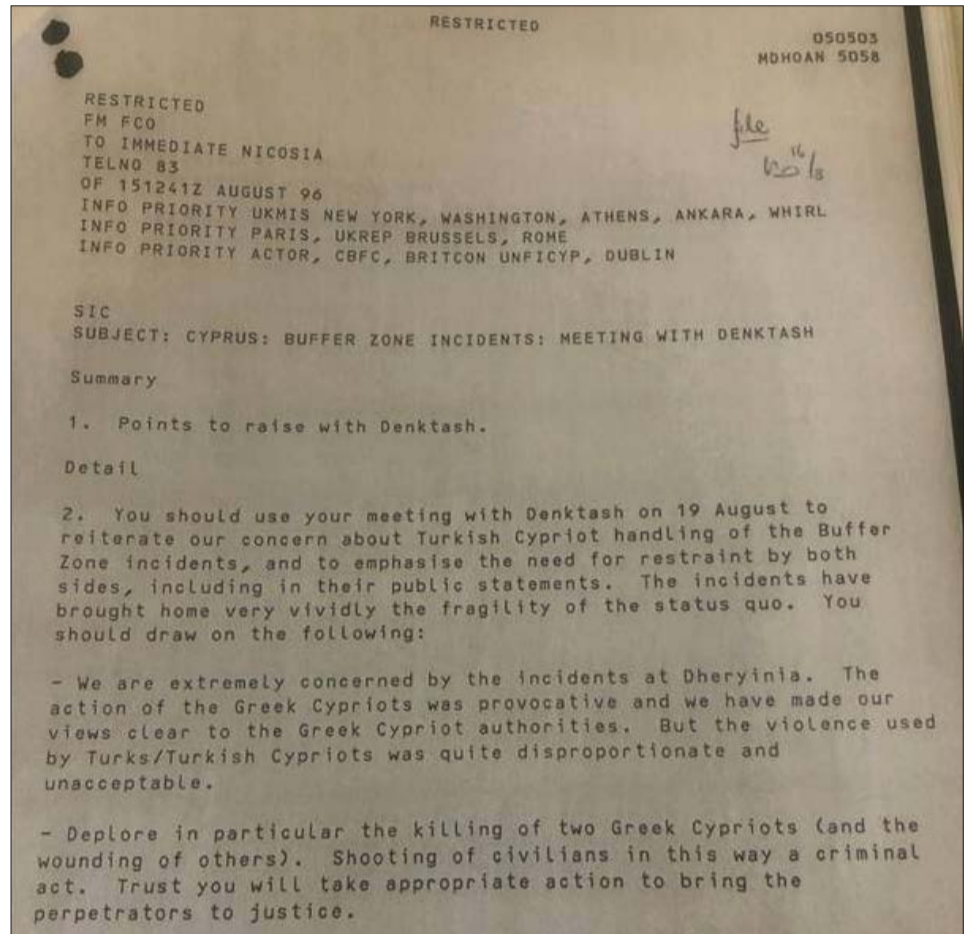 RESTRICTED
050503
MDHOAN 5058
RESTRICTED
FM FCO
TO IMMEDIATE NICOSIA
TELNO 83
OF 151241Z AUGUST 96
INFO PRIORITY UKMIS NEW YORK, WASHINGTON, ATHENS, ANKARA, WHIRL
INFO PRIORITY PARIS, UKREP BRUSSELS, ROME
INFO PRIORITY ACTOR, CBFC, BRITCON UNFICYP, DUBLIN
file
16/8
SIC
SUBJECT: CYPRUS: BUFFER ZONE INCIDENTS: MEETING WITH DENKTASH
Summary
1. Points to raise with Denktash.
Detail
2. You should use your meeting with Denktash on 19 August to
reiterate our concern about Turkish Cypriot handling of the Buffer
Zone incidents, and to emphasise the need for restraint by both
sides, including in their public statements. The incidents have
brought home very vividly the fragility of the status quo. You
should draw on the following:
- We are extremely concerned by the incidents at Dheryinia. The
action of the Greek Cypriots was provocative and we have made our
views clear to the Greek Cypriot authorities. But the violence used
by Turks/Turkish Cypriots was quite disproportionate and
unacceptable.
- Deplore in particular the killing of two Greek Cypriots (and the
wounding of others). Shooting of civilians in this way a criminal
act. Trust you will take appropriate action to bring the
perpetrators to justice.